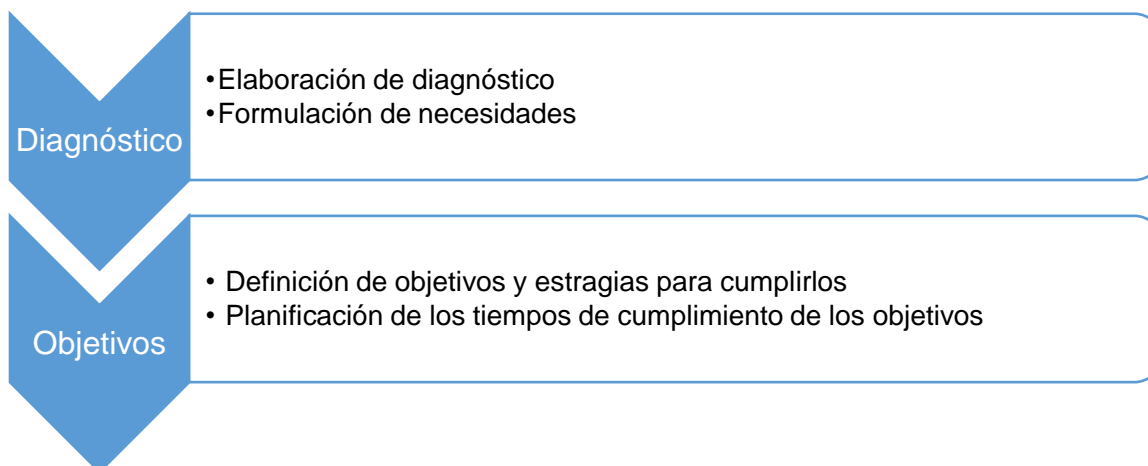 Diagnóstico
•Elaboración de diagnóstico
•Formulación de necesidades
Objetivos
• Definición de objetivos y estragias para cumplirlos
• Planificación de los tiempos de cumplimiento de los objetivos